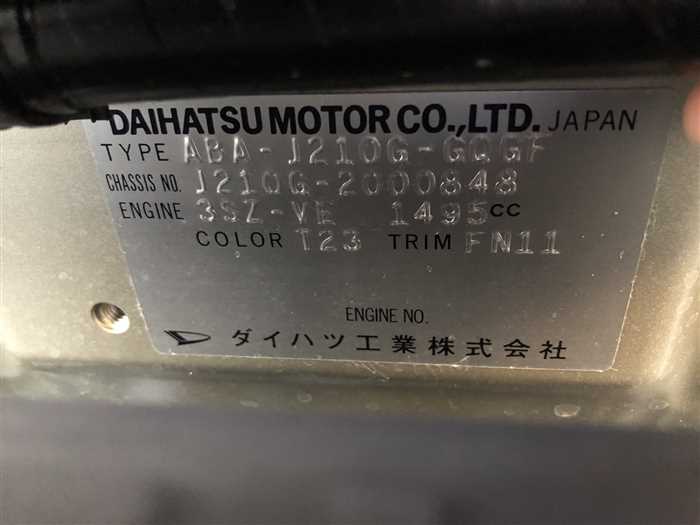 DAIHATSU MOTOR CO.,LTD. JAPAN
TYPE ABA-J210G-GQGF
CHASSIS NO. J210G-2000848
ENGINE 3SZ-VE 1495cc
COLOR T23 TRIM FN11
ENGINE NO.
ダイハツ工業株式会社